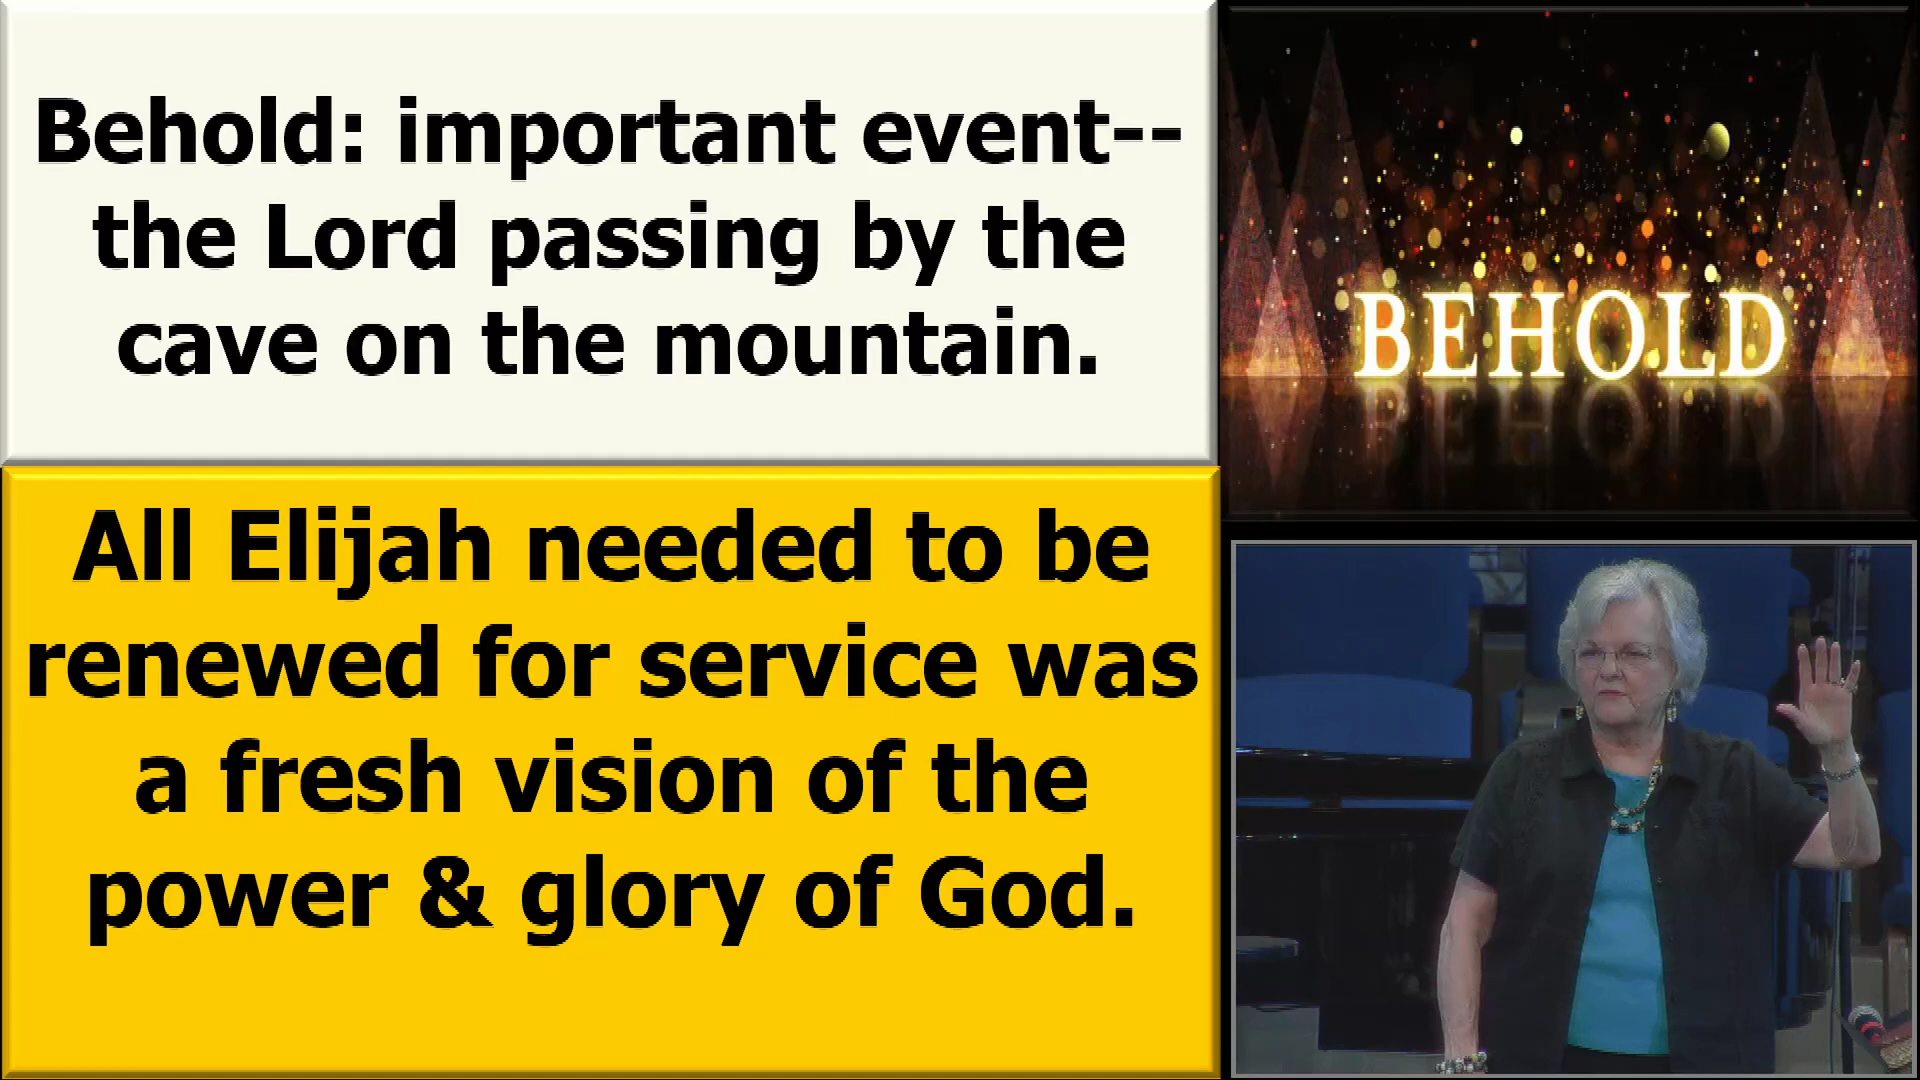 Behold: important event--
the Lord passing by the
cave on the mountain.
All Elijah needed to be
renewed for service was
a fresh vision of the
power & glory of God.
BEHOLD